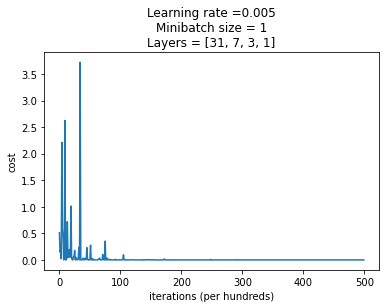 Learning rate =0.005
Minibatch size = 1
Layers = [31, 7, 3, 1]
cost
3.5
3.0
2.5
2.0
1.5
1.0
0.5
0.0
0 100 200 300 400 500
iterations (per hundreds)